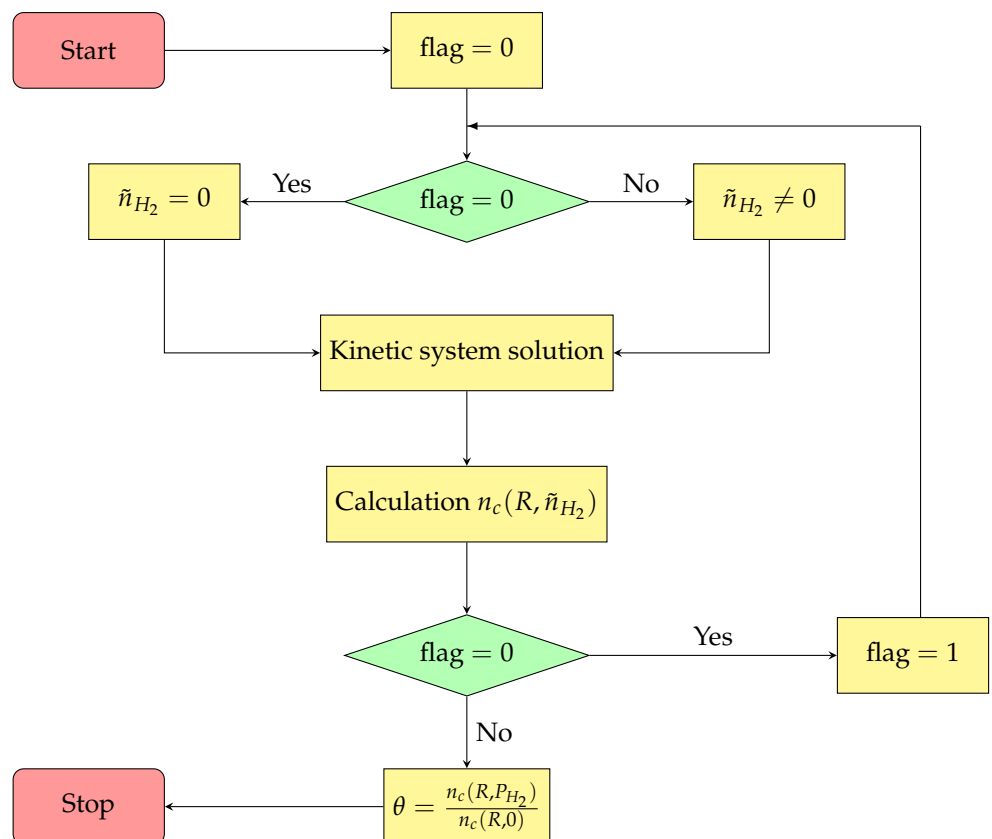 Start
flag = 0
Yes
No
ñ_{H_2} = 0
flag = 0
ñ_{H_2} ≠ 0
Kinetic system solution
Calculation n_c(R, ñ_{H_2})
flag = 0
Yes
flag = 1
No
Stop
θ = \frac{n_c(R,P_{H_2})}{n_c(R,0)}